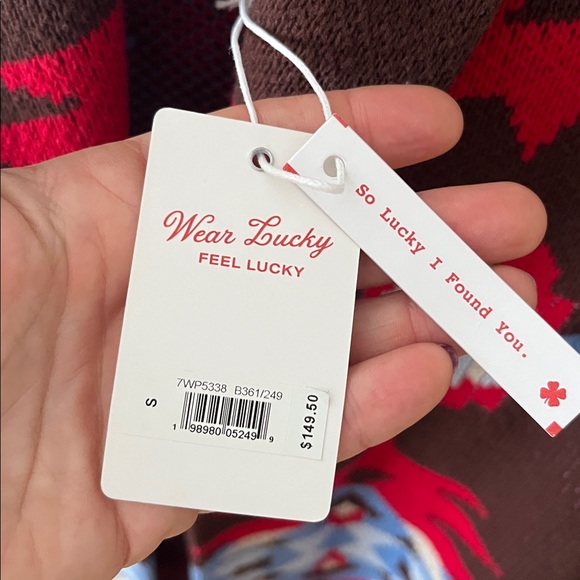 Wear Lucky
FEEL LUCKY
7WP5338 B361/249
S
1 98980 05249 9
$149.50
So Lucky I Found You.